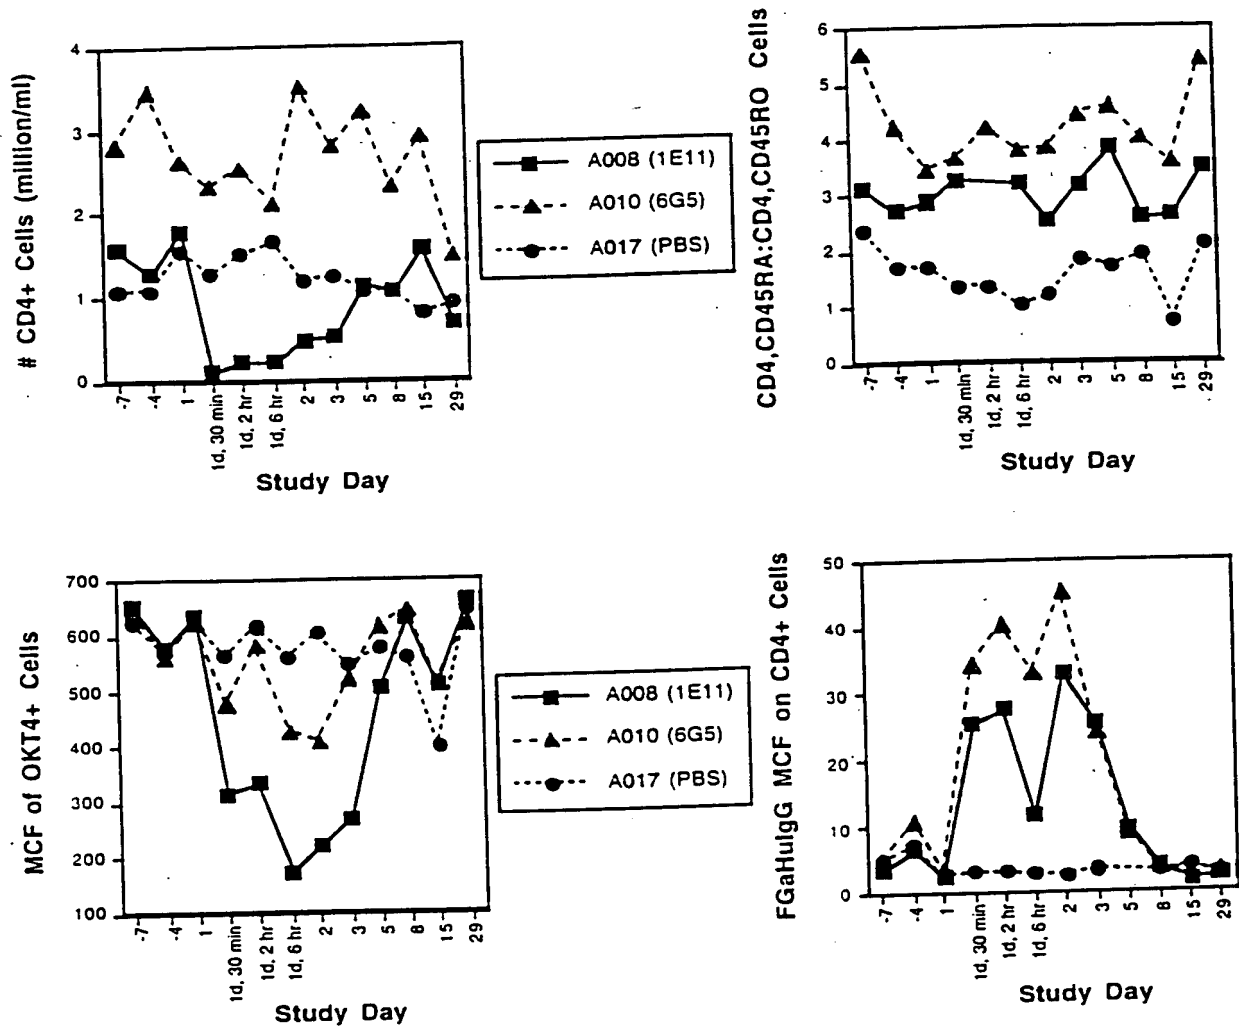 # CD4+ Cells (million/ml)
4
3
2
1
0
-7
-4
1
1d, 30 min
1d, 2 hr
1d, 6 hr
2
3
5
8
15
29
Study Day
A008 (1E11)
A010 (6G5)
A017 (PBS)
CD4,CD45RA:CD4,CD45RO Cells
6
5
4
3
2
1
0
-7
-4
1
1d, 30 min
1d, 2 hr
1d, 6 hr
2
3
5
8
15
29
Study Day
MCF of OKT4+ Cells
700
600
500
400
300
200
100
-7
-4
1
1d, 30 min
1d, 2 hr
1d, 6 hr
2
3
5
8
15
29
Study Day
A008 (1E11)
A010 (6G5)
A017 (PBS)
FGaHuIgG MCF on CD4+ Cells
50
40
30
20
10
0
-7
-4
1
1d, 30 min
1d, 2 hr
1d, 6 hr
2
3
5
8
15
29
Study Day